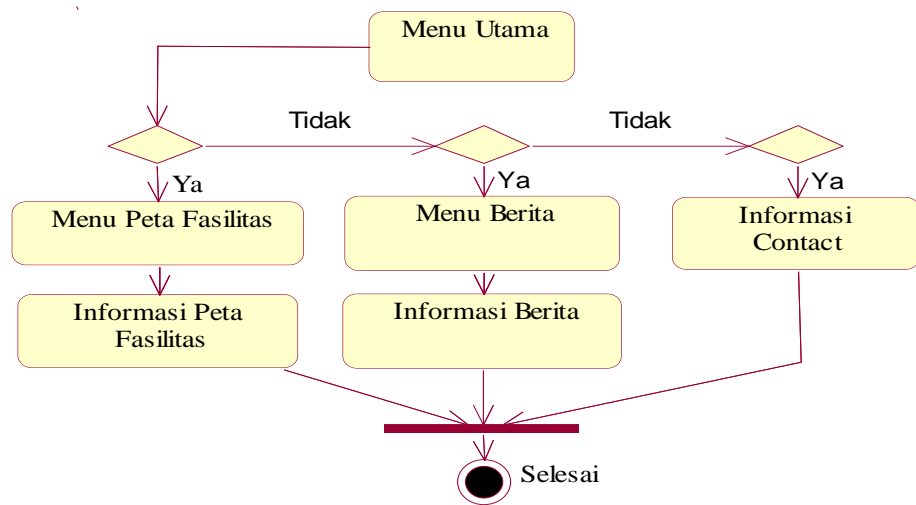 Menu Utama
Tidak
Tidak
Ya
Ya
Ya
Menu Peta Fasilitas
Menu Berita
Informasi
Contact
Informasi Peta
Fasilitas
Informasi Berita
Selesai